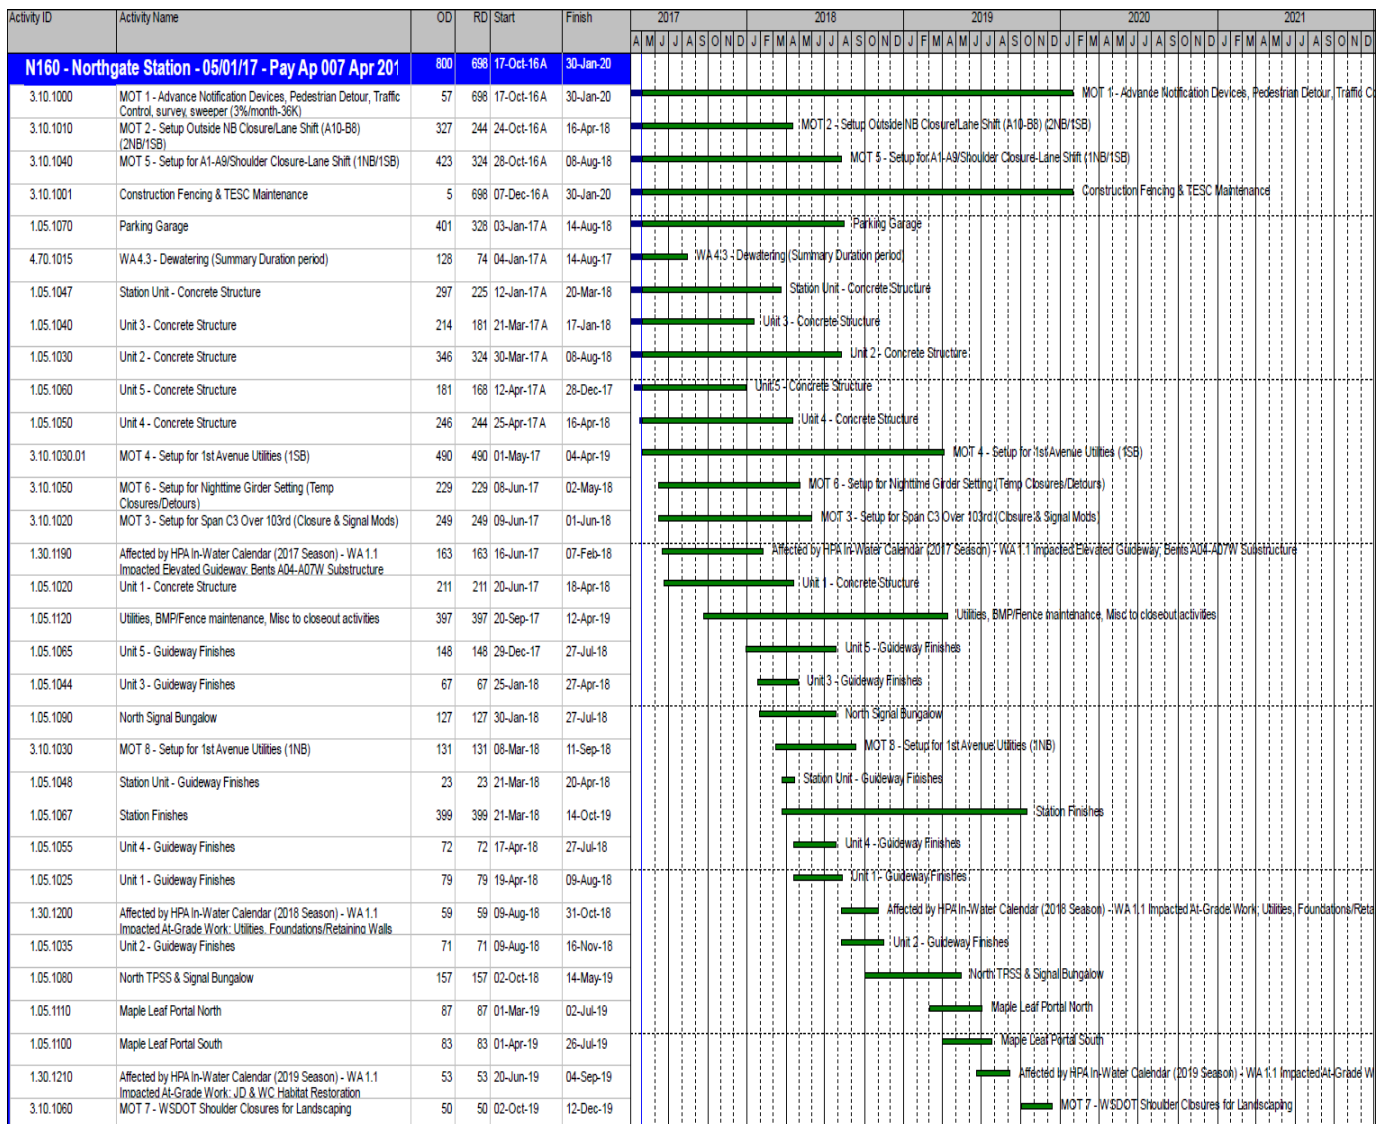 Activity ID Activity Name OD RD Start Finish 2017 2018 2019 2020 2021
A M J J A S O N D J F M A M J J A S O N D J F M A M J J A S O N D J F M A M J J A S O N D J F M A M J J A S O N D
N160 - Northgate Station - 05/01/17 - Pay Ap 007 Apr 201 800 698 17-Oct-16 A 30-Jan-20
3.10.1000 MOT 1 - Advance Notification Devices, Pedestrian Detour, Traffic 57 698 17-Oct-16 A 30-Jan-20 MOT 1 - Advance Notification Devices, Pedestrian Detour, Traffic C
Control, survey, sweeper (3%/month-36K)
3.10.1010 MOT 2 - Setup Outside NB Closure/Lane Shift (A10-B8) 327 244 24-Oct-16 A 16-Apr-18 MOT 2 - Setup Outside NB Closure/Lane Shift (A10-B8) (2NB/1SB)
(2NB/1SB)
3.10.1040 MOT 5 - Setup for A1-A9/Shoulder Closure-Lane Shift (1NB/1SB) 423 324 28-Oct-16 A 08-Aug-18 MOT 5 - Setup for A1-A9/Shoulder Closure-Lane Shift (1NB/1SB)
3.10.1001 Construction Fencing & TESC Maintenance 5 698 07-Dec-16 A 30-Jan-20 Construction Fencing & TESC Maintenance
1.05.1070 Parking Garage 401 328 03-Jan-17 A 14-Aug-18 Parking Garage
4.70.1015 WA 4.3 - Dewatering (Summary Duration period) 128 74 04-Jan-17 A 14-Aug-17 WA 4.3 - Dewatering (Summary Duration period)
1.05.1047 Station Unit - Concrete Structure 297 225 12-Jan-17 A 20-Mar-18 Station Unit - Concrete Structure
1.05.1040 Unit 3 - Concrete Structure 214 181 21-Mar-17 A 17-Jan-18 Unit 3 - Concrete Structure
1.05.1030 Unit 2 - Concrete Structure 346 324 30-Mar-17 A 08-Aug-18 Unit 2 - Concrete Structure
1.05.1060 Unit 5 - Concrete Structure 181 168 12-Apr-17 A 28-Dec-17 Unit 5 - Concrete Structure
1.05.1050 Unit 4 - Concrete Structure 246 244 25-Apr-17 A 16-Apr-18 Unit 4 - Concrete Structure
3.10.1030.01 MOT 4 - Setup for 1st Avenue Utilities (1SB) 490 490 01-May-17 04-Apr-19 MOT 4 - Setup for 1st Avenue Utilities (1SB)
3.10.1050 MOT 6 - Setup for Nighttime Girder Setting (Temp 229 229 08-Jun-17 02-May-18 MOT 6 - Setup for Nighttime Girder Setting (Temp Closures/Detours)
Closures/Detours)
3.10.1020 MOT 3 - Setup for Span C3 Over 103rd (Closure & Signal Mods) 249 249 09-Jun-17 01-Jun-18 MOT 3 - Setup for Span C3 Over 103rd (Closure & Signal Mods)
1.30.1190 Affected by HPA In-Water Calendar (2017 Season) - WA 1.1 163 163 16-Jun-17 07-Feb-18 Affected by HPA In-Water Calendar (2017 Season) - WA 1.1 Impacted Elevated Guideway; Bents A04-A07W Substructure
Impacted Elevated Guideway: Bents A04-A07W Substructure
1.05.1020 Unit 1 - Concrete Structure 211 211 20-Jun-17 18-Apr-18 Unit 1 - Concrete Structure
1.05.1120 Utilities, BMP/Fence maintenance, Misc to closeout activities 397 397 20-Sep-17 12-Apr-19 Utilities, BMP/Fence maintenance, Misc to closeout activities
1.05.1065 Unit 5 - Guideway Finishes 148 148 29-Dec-17 27-Jul-18 Unit 5 - Guideway Finishes
1.05.1044 Unit 3 - Guideway Finishes 67 67 25-Jan-18 27-Apr-18 Unit 3 - Guideway Finishes
1.05.1090 North Signal Bungalow 127 127 30-Jan-18 27-Jul-18 North Signal Bungalow
3.10.1030 MOT 8 - Setup for 1st Avenue Utilities (1NB) 131 131 08-Mar-18 11-Sep-18 MOT 8 - Setup for 1st Avenue Utilities (1NB)
1.05.1048 Station Unit - Guideway Finishes 23 23 21-Mar-18 20-Apr-18 Station Unit - Guideway Finishes
1.05.1067 Station Finishes 399 399 21-Mar-18 14-Oct-19 Station Finishes
1.05.1055 Unit 4 - Guideway Finishes 72 72 17-Apr-18 27-Jul-18 Unit 4 - Guideway Finishes
1.05.1025 Unit 1 - Guideway Finishes 79 79 19-Apr-18 09-Aug-18 Unit 1 - Guideway Finishes
1.30.1200 Affected by HPA In-Water Calendar (2018 Season) - WA 1.1 59 59 09-Aug-18 31-Oct-18 Affected by HPA In-Water Calendar (2018 Season) - WA 1.1 Impacted At-Grade Work; Utilities, Foundations/Reta
Impacted At-Grade Work: Utilities. Foundations/Retaining Walls
1.05.1035 Unit 2 - Guideway Finishes 71 71 09-Aug-18 16-Nov-18 Unit 2 - Guideway Finishes
1.05.1080 North TPSS & Signal Bungalow 157 157 02-Oct-18 14-May-19 North TPSS & Signal Bungalow
1.05.1110 Maple Leaf Portal North 87 87 01-Mar-19 02-Jul-19 Maple Leaf Portal North
1.05.1100 Maple Leaf Portal South 83 83 01-Apr-19 26-Jul-19 Maple Leaf Portal South
1.30.1210 Affected by HPA In-Water Calendar (2019 Season) - WA 1.1 53 53 20-Jun-19 04-Sep-19 Affected by HPA In-Water Calendar (2019 Season) - WA 1.1 Impacted At-Grade W
Impacted At-Grade Work: JD & WC Habitat Restoration
3.10.1060 MOT 7 - WSDOT Shoulder Closures for Landscaping 50 50 02-Oct-19 12-Dec-19 MOT 7 - WSDOT Shoulder Closures for Landscaping